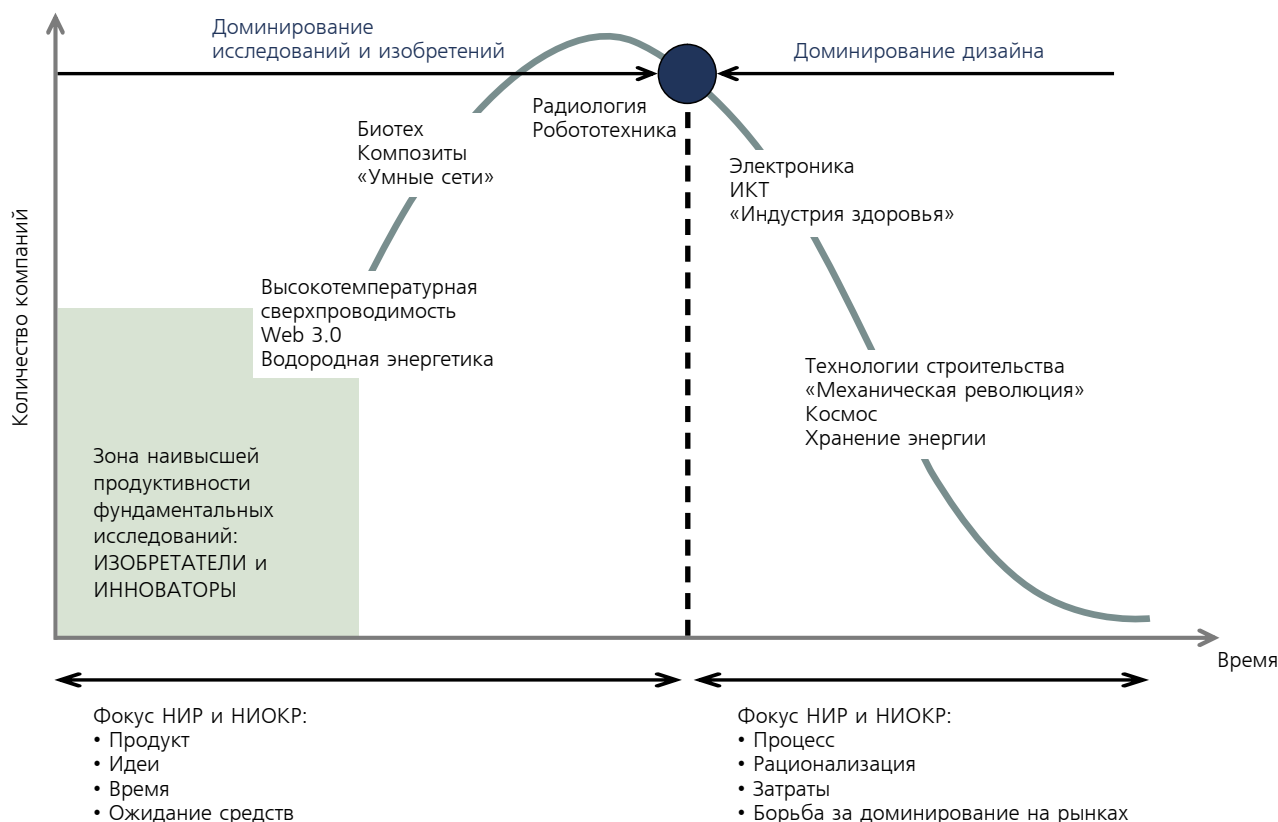 Доминирование
исследований и изобретений
Доминирование дизайна
Радиология
Робототехника
Биотех
Композиты
«Умные сети»
Электроника
ИКТ
«Индустрия здоровья»
Высокотемпературная
сверхпроводимость
Web 3.0
Водородная энергетика
Технологии строительства
«Механическая революция»
Космос
Хранение энергии
Количество компаний
Зона наивысшей
продуктивности
фундаментальных
исследований:
ИЗОБРЕТАТЕЛИ и
ИННОВАТОРЫ
Время
Фокус НИР и НИОКР:
• Продукт
• Идеи
• Время
• Ожидание средств
Фокус НИР и НИОКР:
• Процесс
• Рационализация
• Затраты
• Борьба за доминирование на рынках